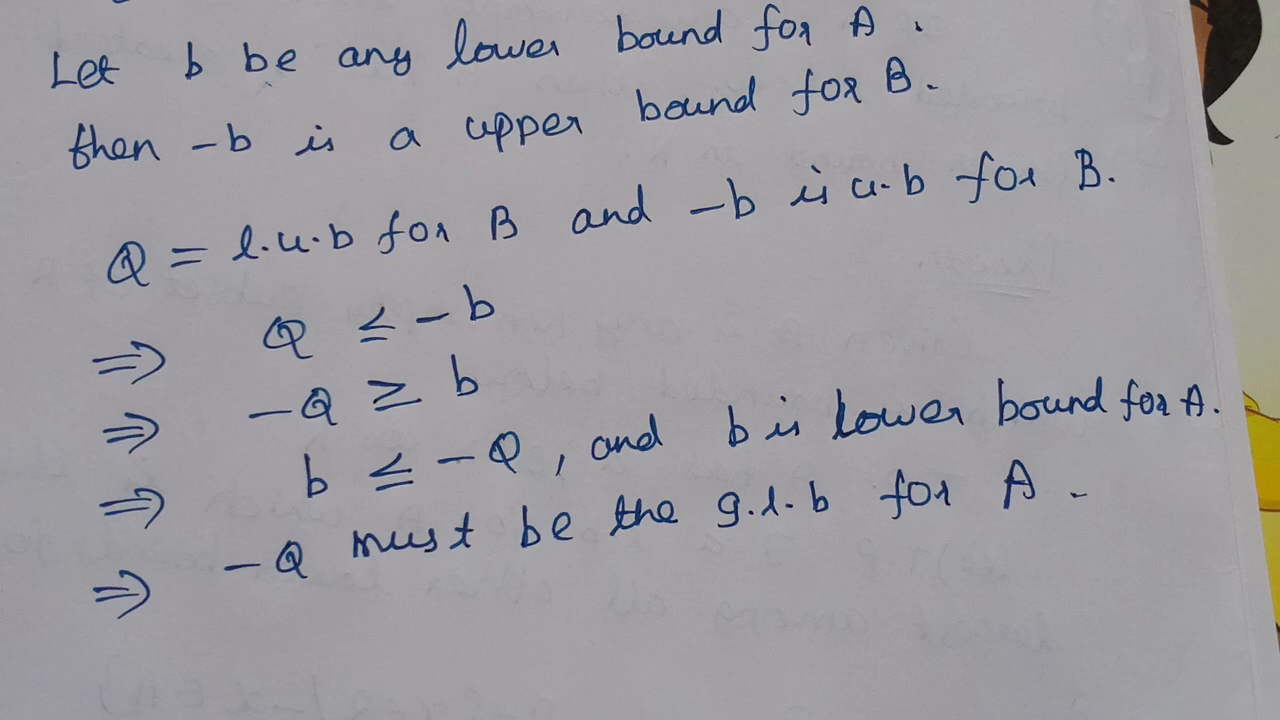 Let b be any lower bound for A.
then -b is a upper bound for B.
Q = l.u.b for B and -b is u.b for B.
⇒ Q ≤ -b
⇒ -Q ≥ b
⇒ b ≤ -Q, and b is lower bound for A.
⇒ -Q must be the g.l.b for A.